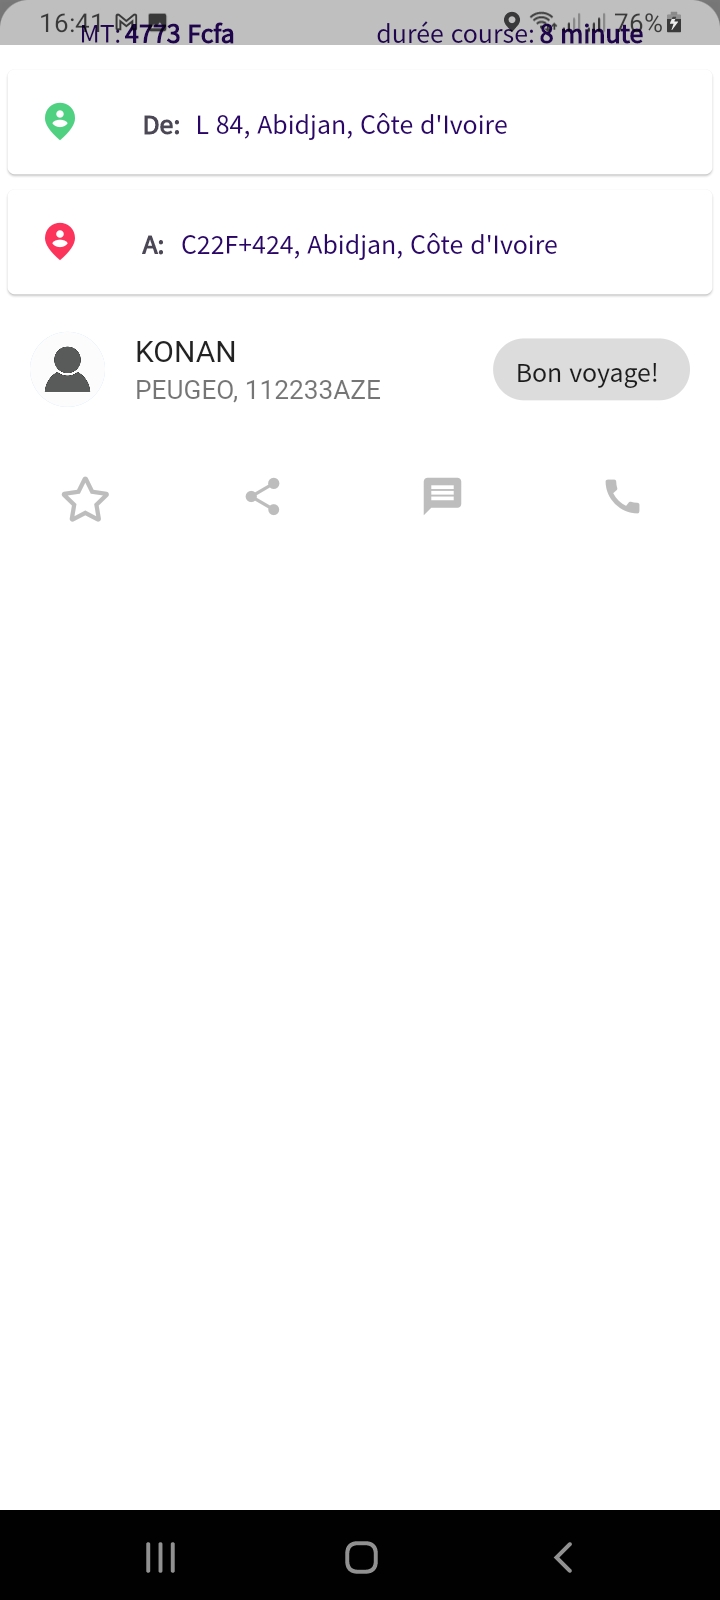 16:41 76%
MT: 4773 Fcfa durée course: 8 minute
De: L 84, Abidjan, Côte d'Ivoire
A: C22F+424, Abidjan, Côte d'Ivoire
KONAN
PEUGEO, 112233AZE
Bon voyage!